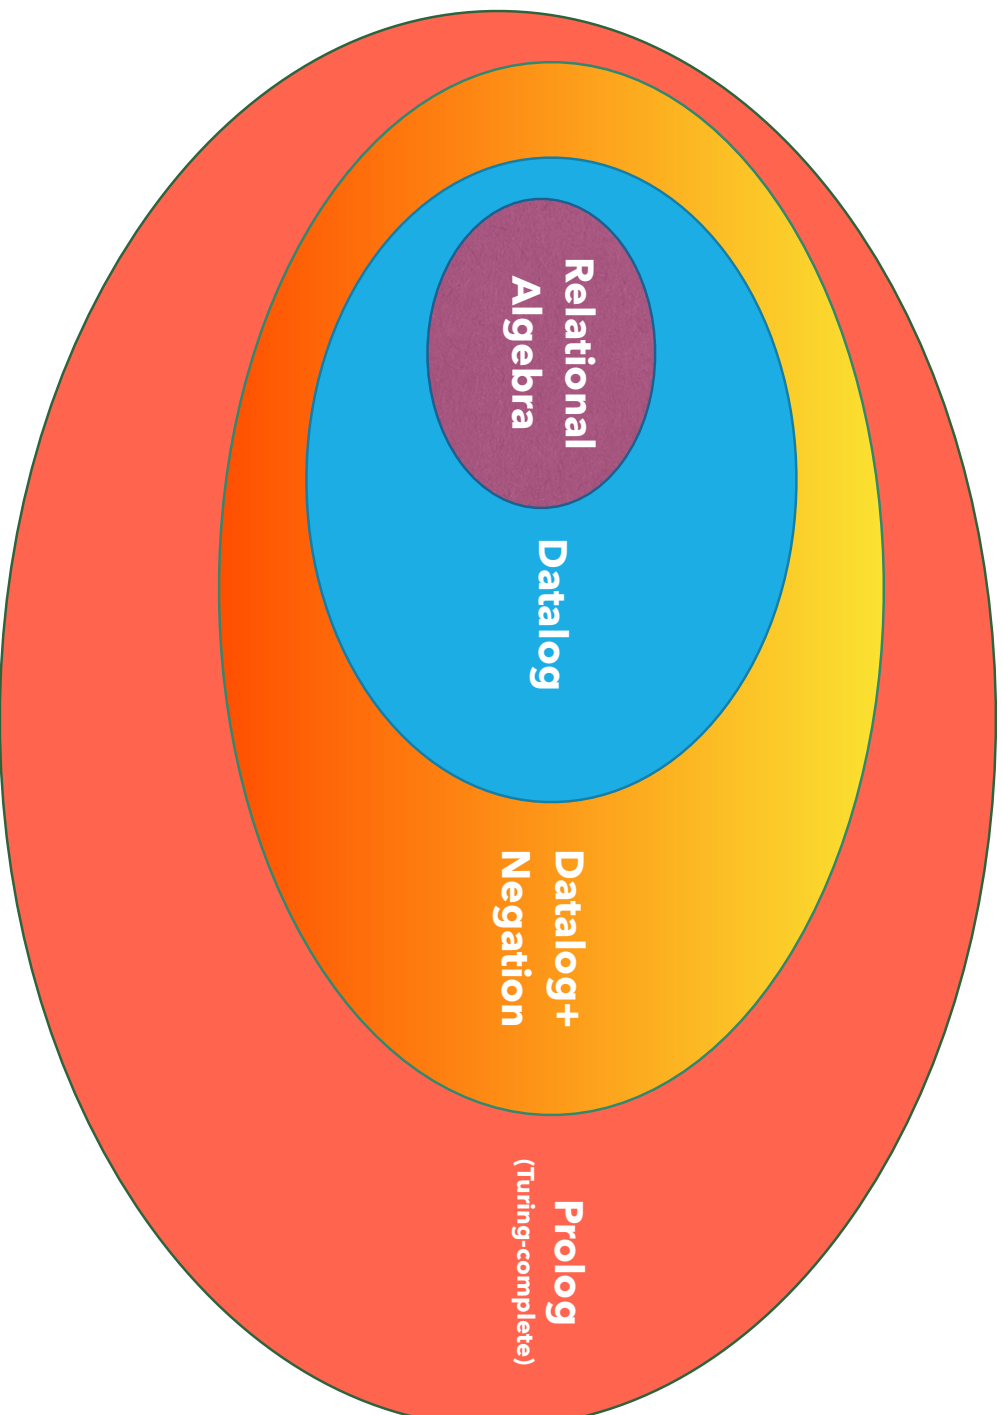 Relational
Algebra
Datalog
Datalog+
Negation
Prolog
(Turing-complete)